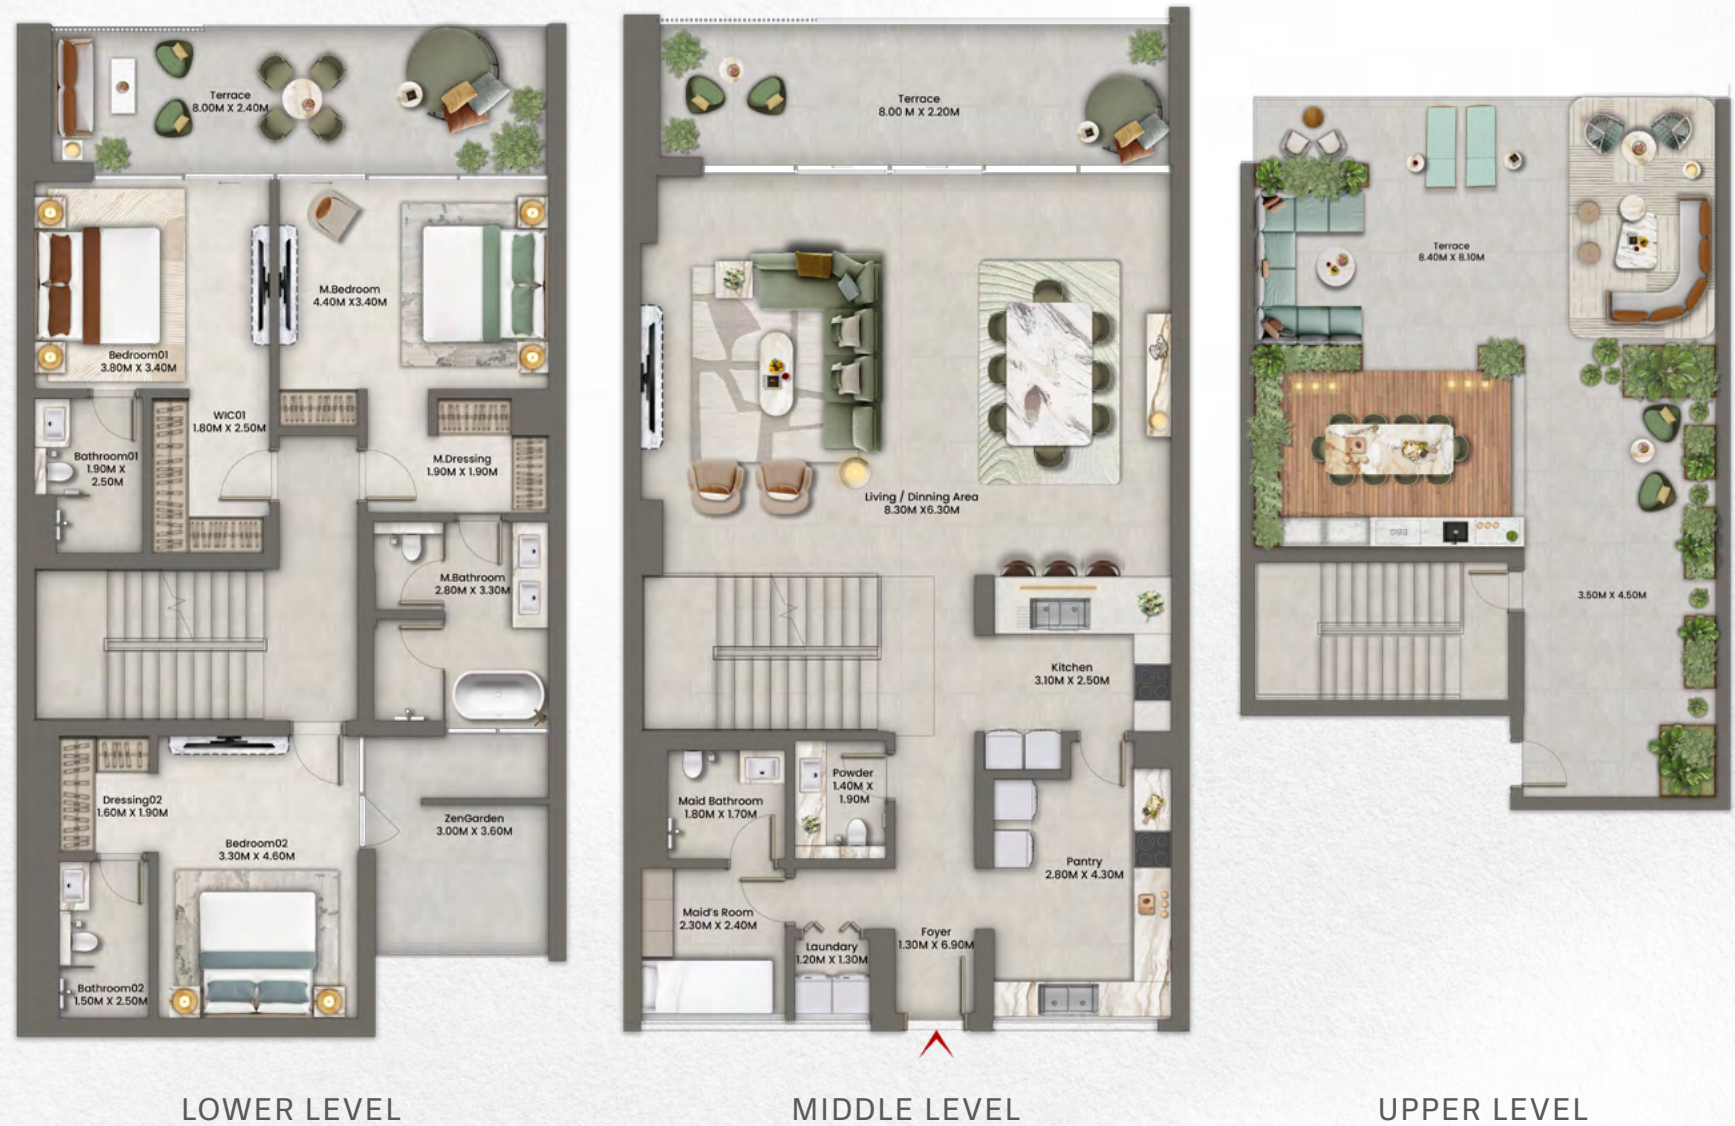 Terrace
8.00M X 2.40M
Bedroom01
3.80M X 3.40M
M.Bedroom
4.40M X3.40M
WIC01
1.80M X 2.50M
Bathroom01
1.90M X
2.50M
M.Dressing
1.90M X 1.90M
M.Bathroom
2.80M X 3.30M
Dressing02
1.60M X 1.90M
Bedroom02
3.30M X 4.60M
ZenGarden
3.00M X 3.60M
Bathroom02
1.50M X 2.50M
LOWER LEVEL
Terrace
8.00 M X 2.20M
Living / Dinning Area
8.30M X6.30M
Kitchen
3.10M X 2.50M
Powder
1.40M X
1.90M
Maid Bathroom
1.80M X 1.70M
Pantry
2.80M X 4.30M
Maid's Room
2.30M X 2.40M
Laundary
1.20M X 1.30M
Foyer
1.30M X 6.90M
MIDDLE LEVEL
Terrace
8.40M X 8.10M
3.50M X 4.50M
UPPER LEVEL